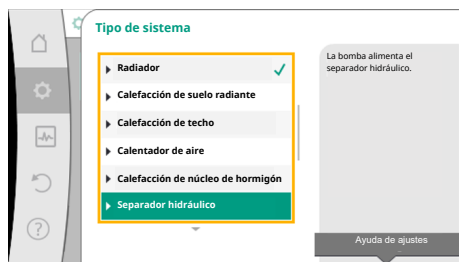 Tipo de sistema
Radiador
Calefacción de suelo radiante
Calefacción de techo
Calentador de aire
Calefacción de núcleo de hormigón
Separador hidráulico
La bomba alimenta el
separador hidráulico.
Ayuda de ajustes
?